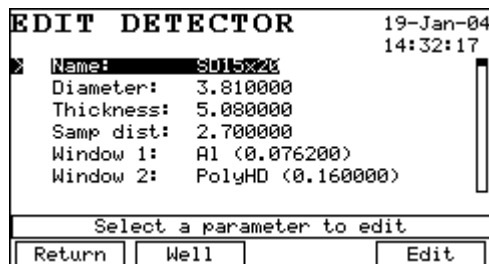 EDIT DETECTOR 19-Jan-04
14:32:17
Name: SD15x20
Diameter: 3.810000
Thickness: 5.080000
Samp dist: 2.700000
Window 1: Al (0.076200)
Window 2: PolyHD (0.160000)
Select a parameter to edit
Return Well Edit